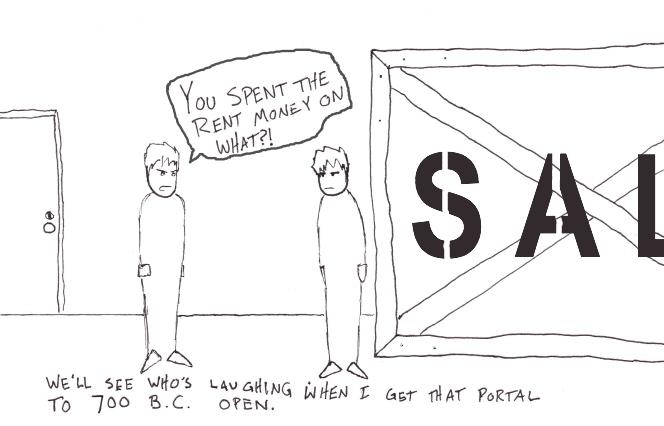 YOU SPENT THE
RENT MONEY ON
WHAT?!
SAL
WE'LL SEE WHO'S LAUGHING WHEN I GET THAT PORTAL
TO 700 B.C. OPEN.